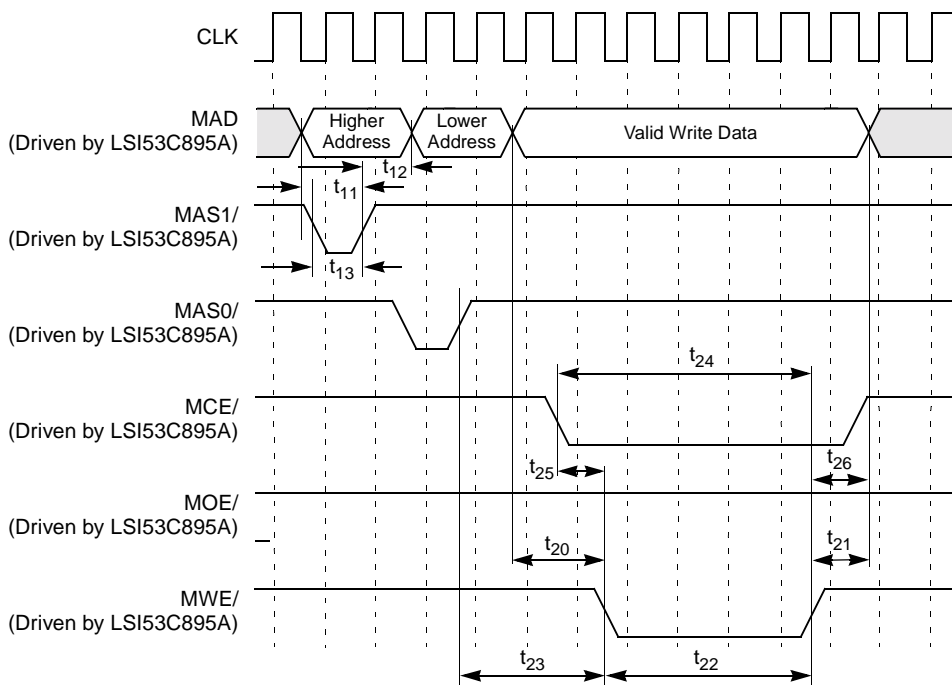 CLK
MAD
(Driven by LSI53C895A)
Higher
Address
Lower
Address
Valid Write Data
t12
t11
MAS1/
(Driven by LSI53C895A)
t13
MAS0/
(Driven by LSI53C895A)
t24
MCE/
(Driven by LSI53C895A)
t25
t26
MOE/
(Driven by LSI53C895A)
t20
t21
MWE/
(Driven by LSI53C895A)
t23
t22